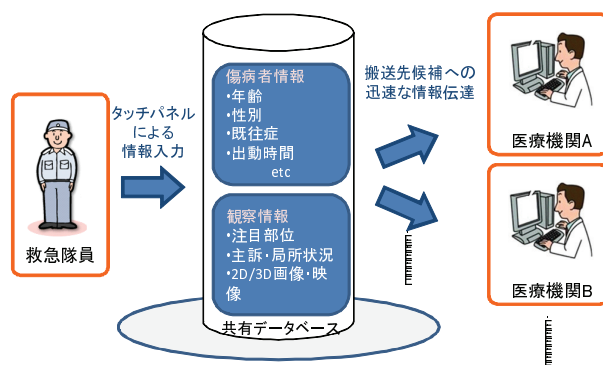 救急隊員
タッチパネル
による
情報入力
傷病者情報
・年齢
・性別
・既往症
・出動時間
etc
観察情報
・注目部位
・主訴・局所状況
・2D/3D画像・映
像
共有データベース
搬送先候補への
迅速な情報伝達
医療機関A
医療機関B